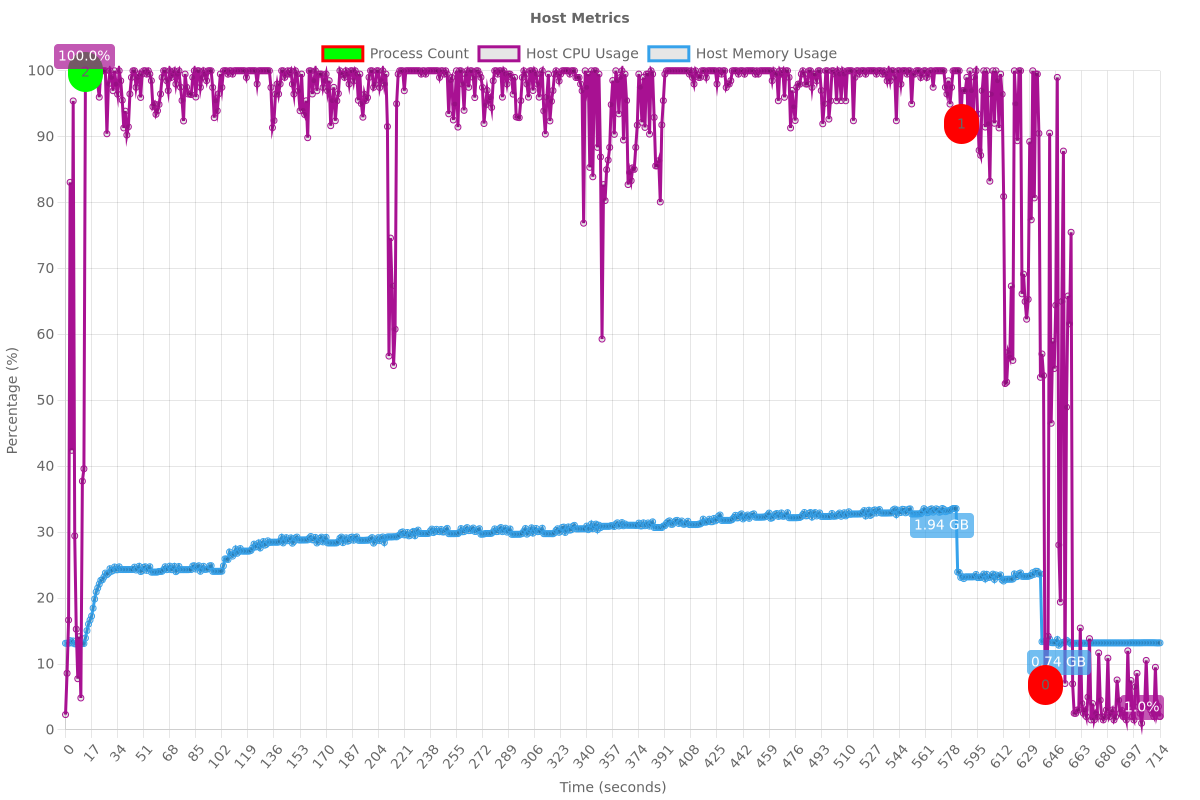 Host Metrics
Process Count Host CPU Usage Host Memory Usage
100.0%
2
100
90
80
70
60
50
40
30
20
10
0
Percentage (%)
1
1.94 GB
0.74 GB
0
1.0%
0 17 34 51 68 85 102 119 136 153 170 187 204 221 238 255 272 289 306 323 340 357 374 391 408 425 442 459 476 493 510 527 544 561 578 595 612 629 646 663 680 697 714
Time (seconds)